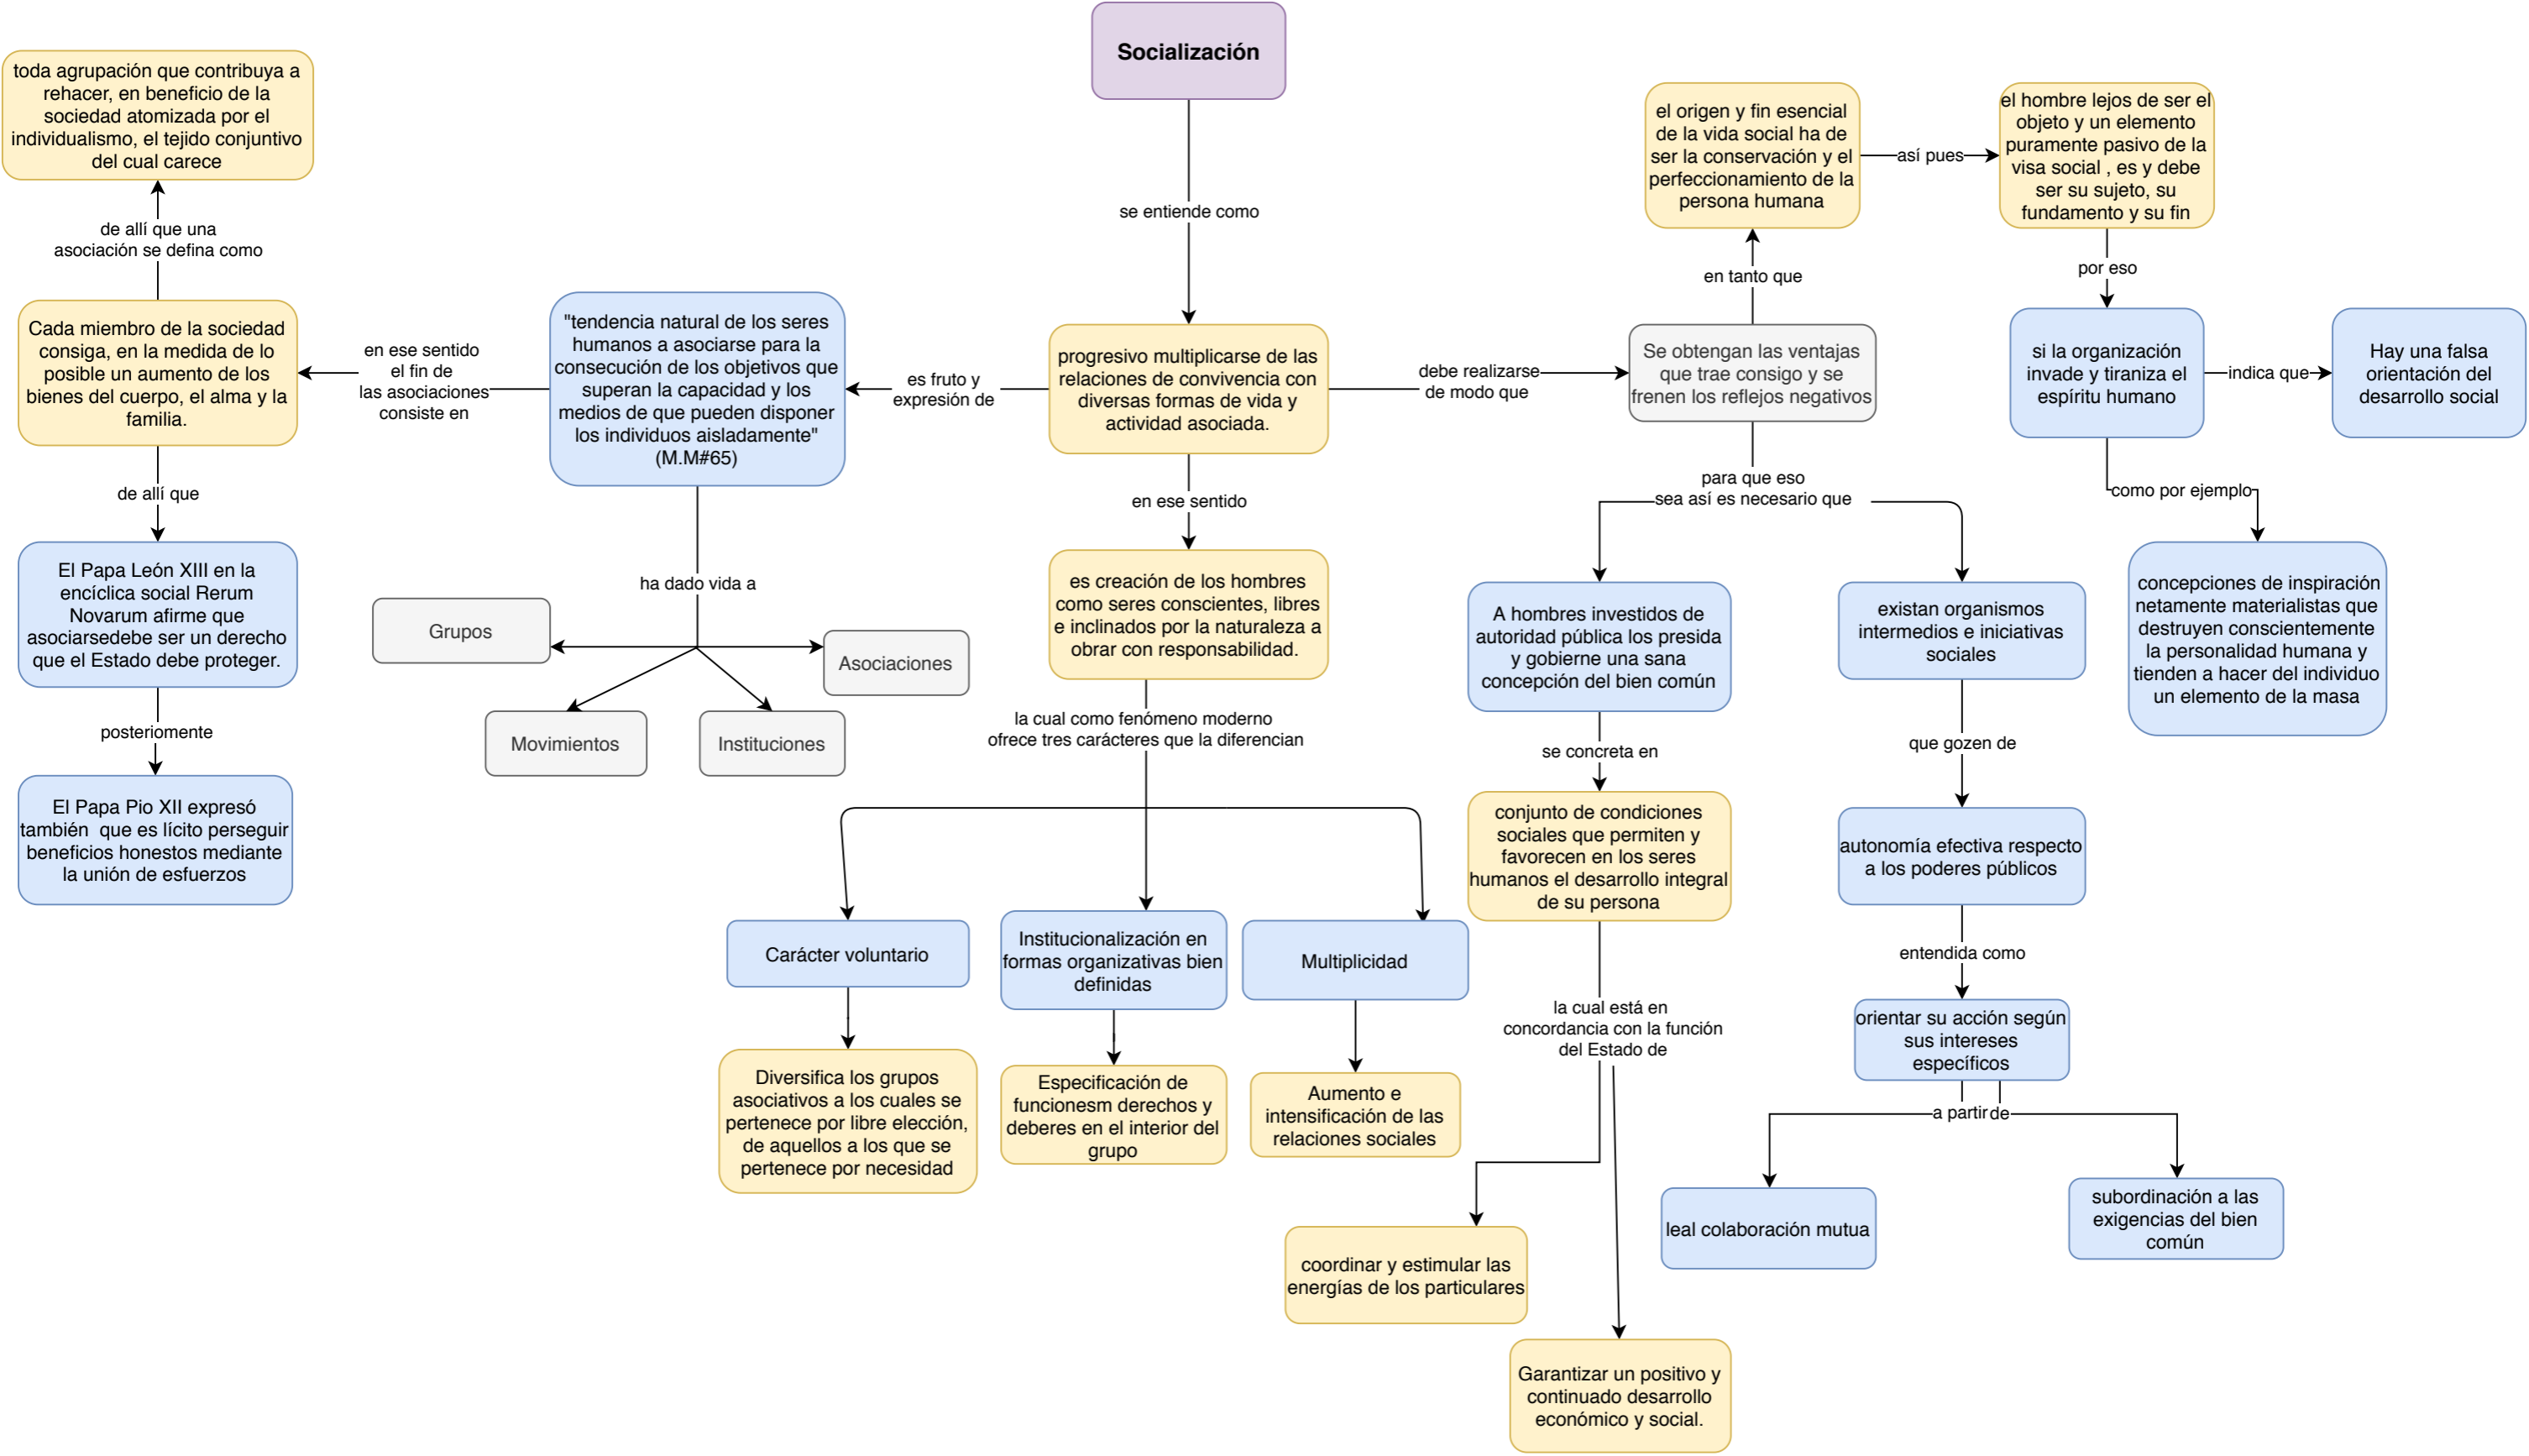 Socialización
se entiende como
progresivo multiplicarse de las
relaciones de convivencia con
diversas formas de vida y
actividad asociada.
es fruto y
expresión de
"tendencia natural de los seres
humanos a asociarse para la
consecución de los objetivos que
superan la capacidad y los
medios de que pueden disponer
los individuos aisladamente"
(M.M#65)
en ese sentido
el fin de
las asociaciones
consiste en
Cada miembro de la sociedad
consiga, en la medida de lo
posible un aumento de los
bienes del cuerpo, el alma y la
familia.
de allí que una
asociación se defina como
toda agrupación que contribuya a
rehacer, en beneficio de la
sociedad atomizada por el
individualismo, el tejido conjuntivo
del cual carece
de allí que
El Papa León XIII en la
encíclica social Rerum
Novarum afirme que
asociarsedebe ser un derecho
que el Estado debe proteger.
posteriomente
El Papa Pio XII expresó
también  que es lícito perseguir
beneficios honestos mediante
la unión de esfuerzos
ha dado vida a
Grupos
Asociaciones
Movimientos
Instituciones
en ese sentido
es creación de los hombres
como seres conscientes, libres
e inclinados por la naturaleza a
obrar con responsabilidad.
la cual como fenómeno moderno
ofrece tres carácteres que la diferencian
Carácter voluntario
Diversifica los grupos
asociativos a los cuales se
pertenece por libre elección,
de aquellos a los que se
pertenece por necesidad
Institucionalización en
formas organizativas bien
definidas
Especificación de
funcionesm derechos y
deberes en el interior del
grupo
Multiplicidad
Aumento e
intensificación de las
relaciones sociales
debe realizarse
de modo que
Se obtengan las ventajas
que trae consigo y se
frenen los reflejos negativos
en tanto que
el origen y fin esencial
de la vida social ha de
ser la conservación y el
perfeccionamiento de la
persona humana
así pues
el hombre lejos de ser el
objeto y un elemento
puramente pasivo de la
visa social , es y debe
ser su sujeto, su
fundamento y su fin
por eso
si la organización
invade y tiraniza el
espíritu humano
indica que
Hay una falsa
orientación del
desarrollo social
como por ejemplo
concepciones de inspiración
netamente materialistas que
destruyen conscientemente
la personalidad humana y
tienden a hacer del individuo
un elemento de la masa
para que eso
sea así es necesario que
A hombres investidos de
autoridad pública los presida
y gobierne una sana
concepción del bien común
se concreta en
conjunto de condiciones
sociales que permiten y
favorecen en los seres
humanos el desarrollo integral
de su persona
la cual está en
concordancia con la función
del Estado de
coordinar y estimular las
energías de los particulares
Garantizar un positivo y
continuado desarrollo
económico y social.
existan organismos
intermedios e iniciativas
sociales
que gozen de
autonomía efectiva respecto
a los poderes públicos
entendida como
orientar su acción según
sus intereses
específicos
a partir de
leal colaboración mutua
subordinación a las
exigencias del bien
común